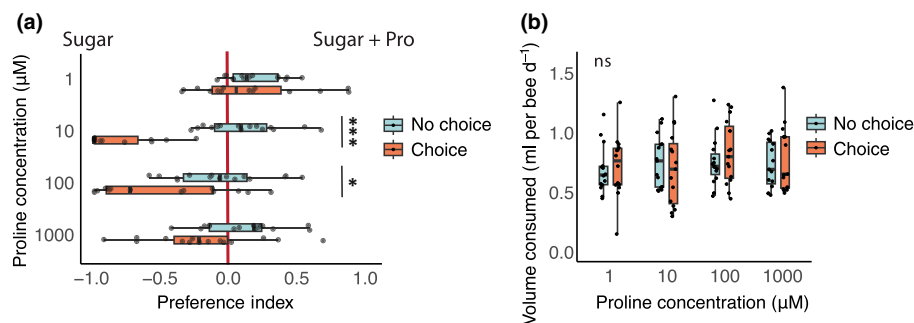 (a)
Sugar
Sugar + Pro
Proline concentration (µM)
1
10
100
1000
***
*
No choice
Choice
−1.0
−0.5
0.0
0.5
1.0
Preference index
(b)
Volume consumed (ml per bee d⁻¹)
1.5
1.0
0.5
0.0
ns
No choice
Choice
1
10
100
1000
Proline concentration (µM)